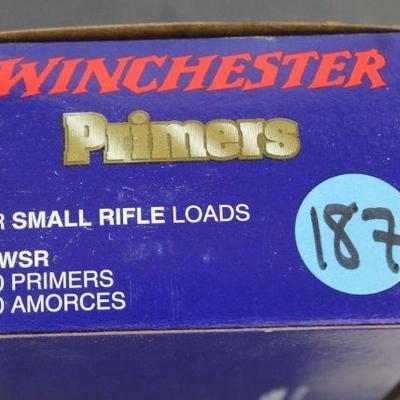 WINCHESTER
Primers
R SMALL RIFLE LOADS
WSR
0 PRIMERS
0 AMORCES
187